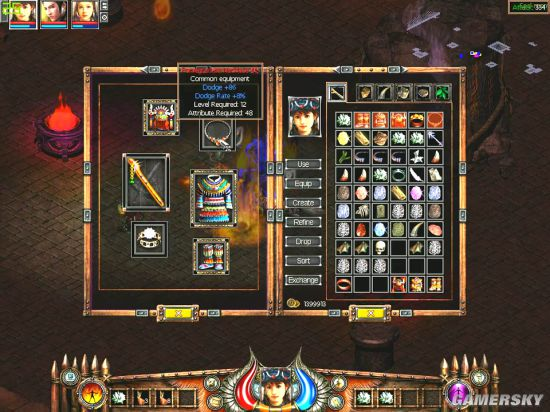 Common equipment
Dodge +86
Dodge Rate +8%
Level Required: 12
Attribute Required: 48
Use
Equip
Create
Refine
Drop
Sort
Exchange
1399913
GAMERSKY